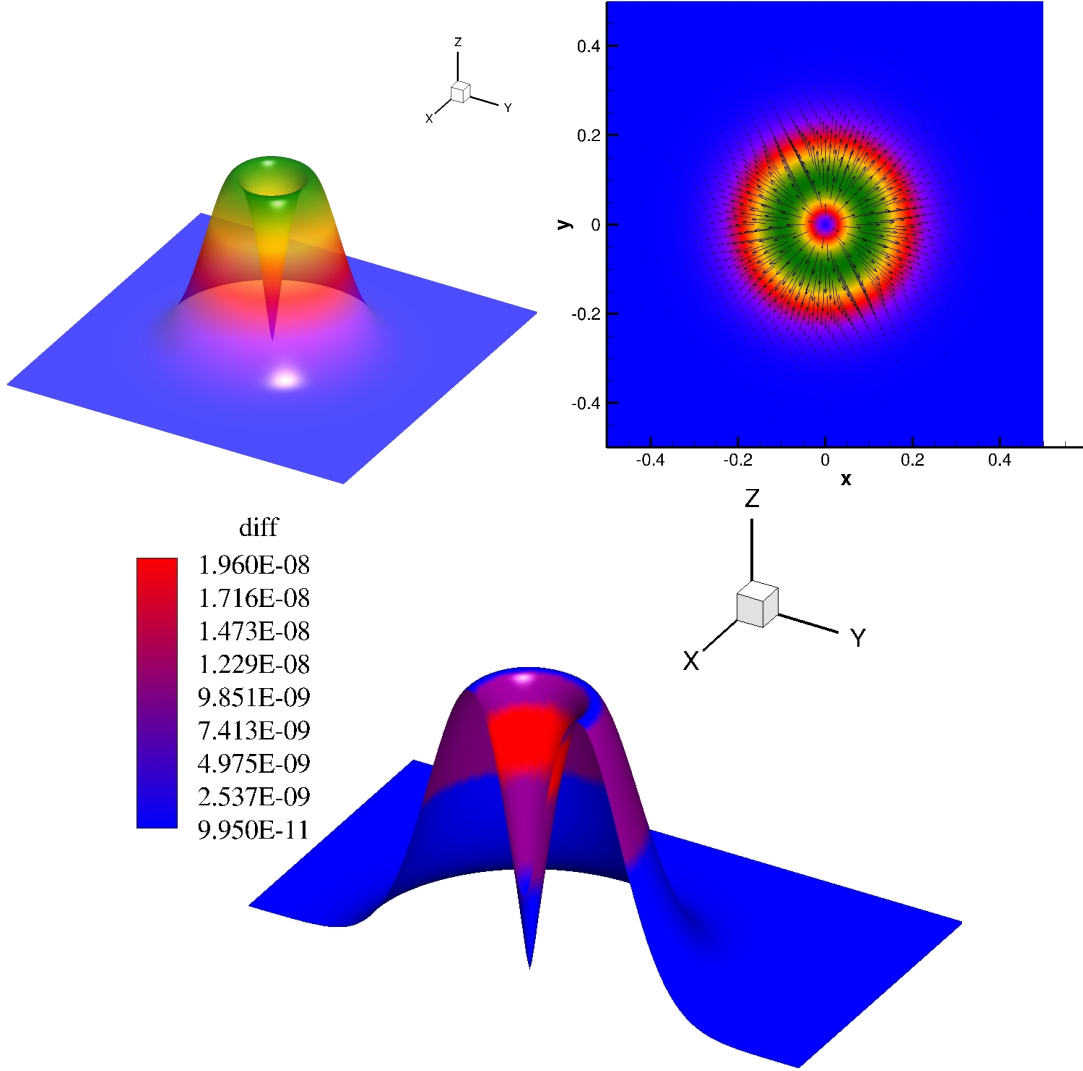 Z
Y
X
0.4
0.2
0
-0.2
-0.4
y
-0.4
-0.2
0
0.2
0.4
x
diff
1.960E-08
1.716E-08
1.473E-08
1.229E-08
9.851E-09
7.413E-09
4.975E-09
2.537E-09
9.950E-11
Z
Y
X